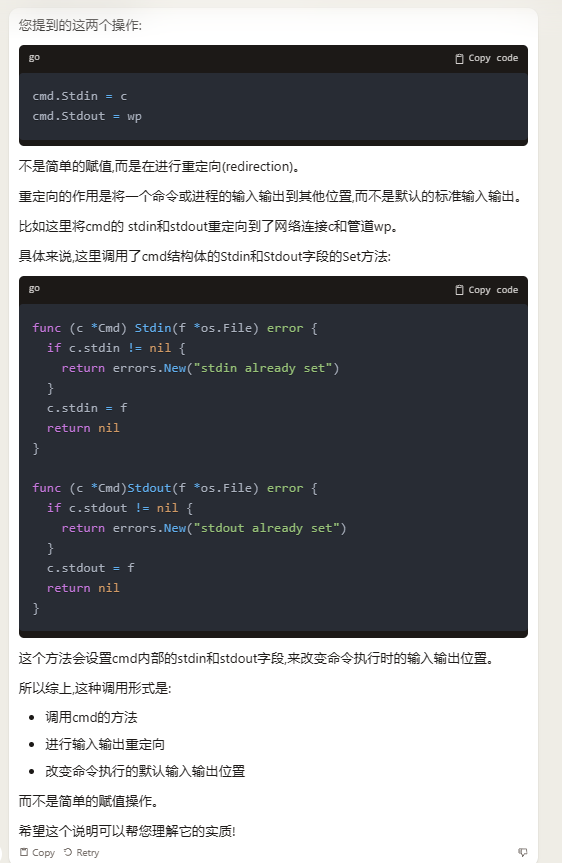 您提到的这两个操作:
go
Copy code
cmd.Stdin = c
cmd.Stdout = wp
不是简单的赋值,而是在进行重定向(redirection)。
重定向的作用是将一个命令或进程的输入输出到其他位置,而不是默认的标准输入输出。
比如这里将cmd的 stdin和stdout重定向到了网络连接c和管道wp。
具体来说,这里调用了cmd结构体的Stdin和Stdout字段的Set方法:
go
Copy code
func (c *Cmd) Stdin(f *os.File) error {
  if c.stdin != nil {
    return errors.New("stdin already set")
  }
  c.stdin = f
  return nil
}
func (c *Cmd)Stdout(f *os.File) error {
  if c.stdout != nil {
    return errors.New("stdout already set")
  }
  c.stdout = f
  return nil
}
这个方法会设置cmd内部的stdin和stdout字段,来改变命令执行时的输入输出位置。
所以综上,这种调用形式是:
• 调用cmd的方法
• 进行输入输出重定向
• 改变命令执行的默认输入输出位置
而不是简单的赋值操作。
希望这个说明可以帮您理解它的实质!
Copy
Retry